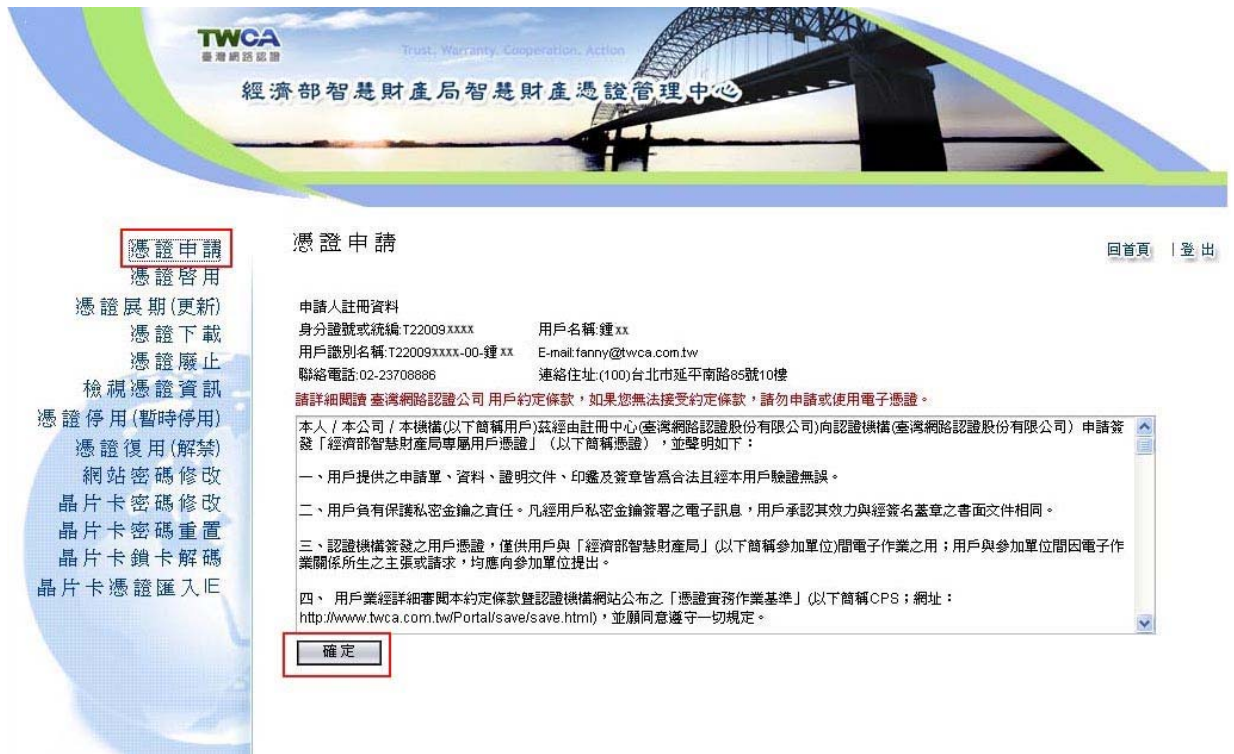 TWCA
臺灣網路認證
Trust. Warranty. Cooperation. Action
經濟部智慧財產局智慧財產憑證管理中心
憑證申請
憑證啓用
憑證展期(更新)
憑證下載
憑證廢止
檢視憑證資訊
憑證停用(暫時停用)
憑證復用(解禁)
網站密碼修改
晶片卡密碼修改
晶片卡密碼重置
晶片卡鎖卡解碼
晶片卡憑證匯入IE
憑證申請
回首頁 | 登出
申請人註冊資料
身分證號或統編:T22009xxxx 用戶名稱:鍾xx
用戶識別名稱:T22009xxxx-00-鍾xx E-mail:fanny@twca.com.tw
聯絡電話:02-23708886 連絡住址:(100)台北市延平南路85號10樓
請詳細閱讀 臺灣網路認證公司 用戶約定條款，如果您無法接受約定條款，請勿申請或使用電子憑證。
本人 / 本公司 / 本機構(以下簡稱用戶)茲經由註冊中心(臺灣網路認證股份有限公司)向認證機構(臺灣網路認證股份有限公司）申請簽
發「經濟部智慧財產局專屬用戶憑證」（以下簡稱憑證），並聲明如下：
一、用戶提供之申請單、資料、證明文件、印鑑及簽章皆爲合法且經本用戶驗證無誤。
二、用戶負有保護私密金鑰之責任。凡經用戶私密金鑰簽署之電子訊息，用戶承認其效力與經簽名蓋章之書面文件相同。
三、認證機構簽發之用戶憑證，僅供用戶與「經濟部智慧財產局」(以下簡稱參加單位)間電子作業之用；用戶與參加單位間因電子作
業關係所生之主張或請求，均應向參加單位提出。
四、 用戶業經詳細審閱本約定條款暨認證機構網站公布之「憑證實務作業基準」(以下簡稱CPS；網址：
http://www.twca.com.tw/Portal/save/save.html)，並願同意遵守一切規定。
確定